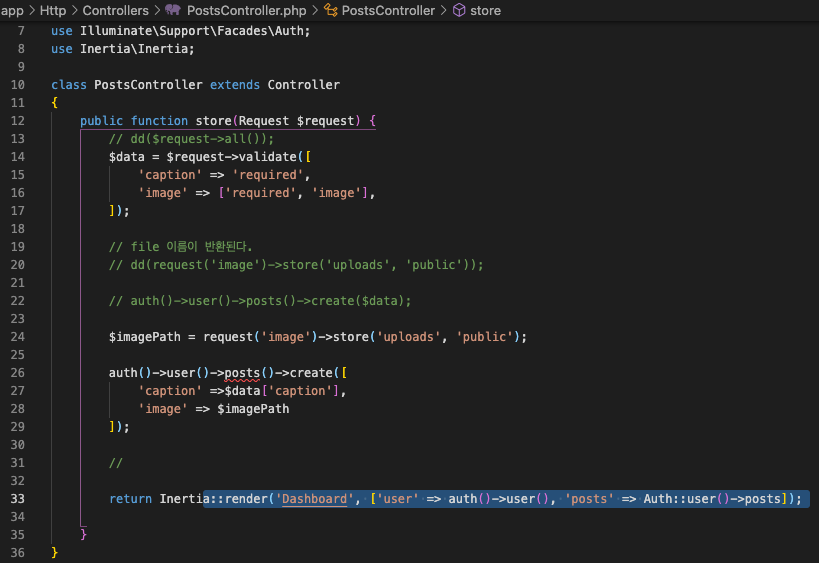 app > Http > Controllers > PostsController.php > PostsController > store
7 use Illuminate\Support\Facades\Auth;
8 use Inertia\Inertia;
9
10 class PostsController extends Controller
11 {
12     public function store(Request $request) {
13         // dd($request->all());
14         $data = $request->validate([
15             'caption' => 'required',
16             'image' => ['required', 'image'],
17         ]);
18
19         // file 이름이 반환된다.
20         // dd(request('image')->store('uploads', 'public'));
21
22         // auth()->user()->posts()->create($data);
23
24         $imagePath = request('image')->store('uploads', 'public');
25
26         auth()->user()->posts()->create([
27             'caption' =>$data['caption'],
28             'image' => $imagePath
29         ]);
30
31         //
32
33         return Inertia::render('Dashboard', ['user' => auth()->user(), 'posts' => Auth::user()->posts]);
34
35     }
36 }